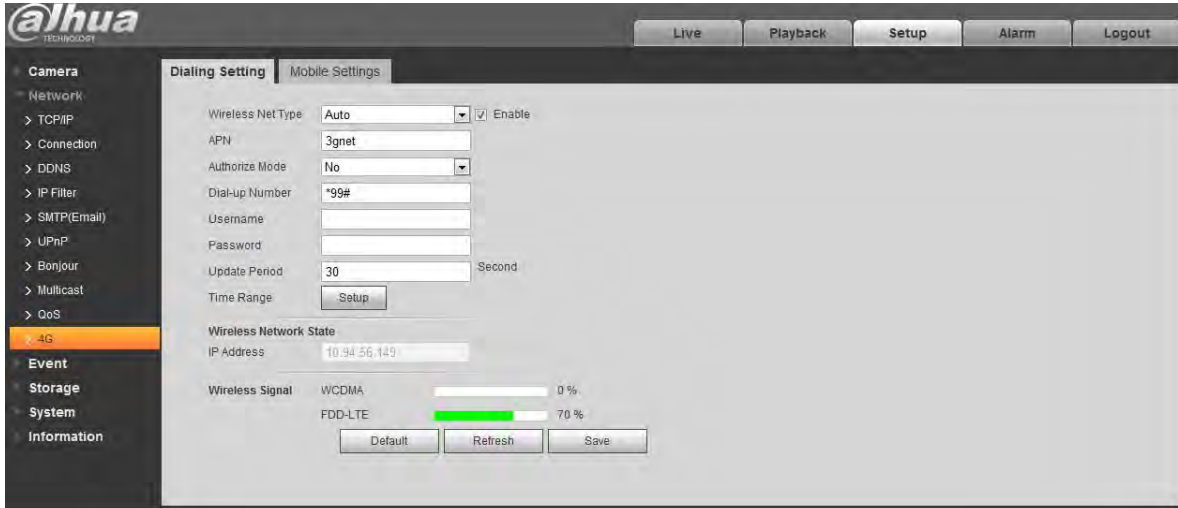 alhua
TECHNOLOGY
Live Playback Setup Alarm Logout
Camera
Network
> TCP/IP
> Connection
> DDNS
> IP Filter
> SMTP(Email)
> UPnP
> Bonjour
> Multicast
> QoS
> 4G
Event
Storage
System
Information
Dialing Setting Mobile Settings
Wireless Net Type Auto Enable
APN 3gnet
Authorize Mode No
Dial-up Number *99#
Username
Password
Update Period 30 Second
Time Range Setup
Wireless Network State
IP Address 10.94.56.149
Wireless Signal WCDMA 0 %
FDD-LTE 70 %
Default Refresh Save